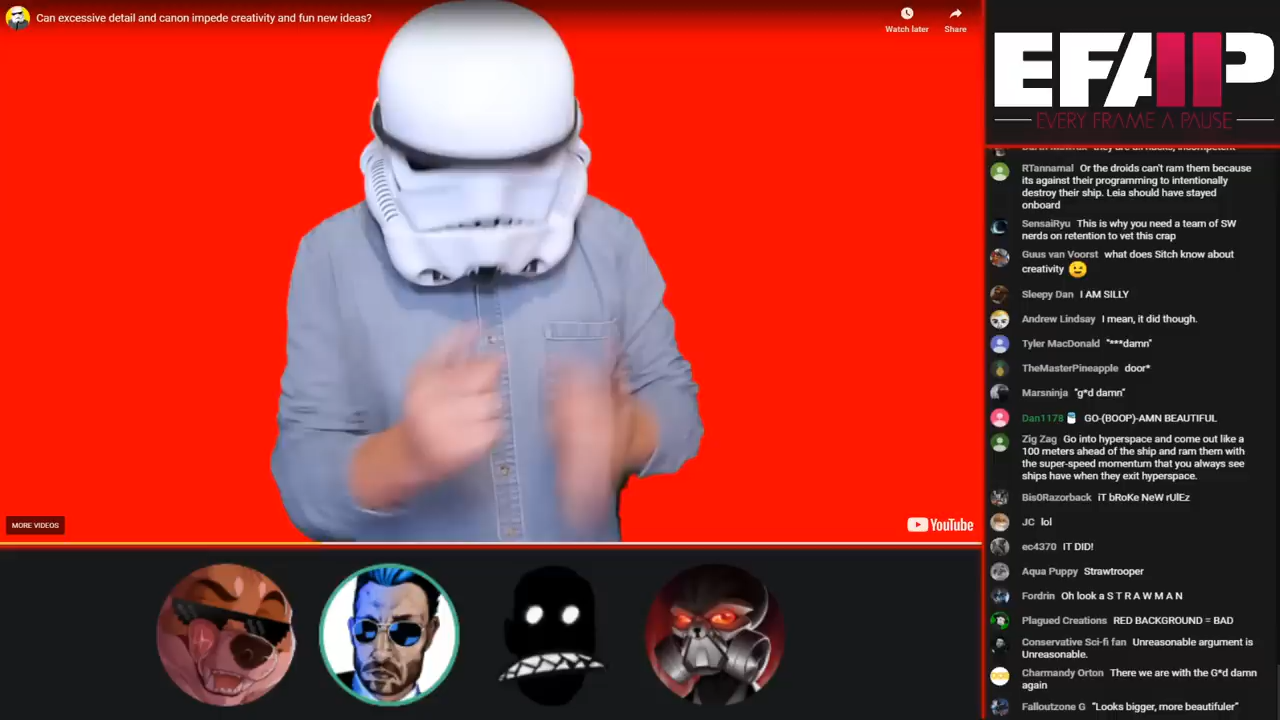 Can excessive detail and canon impede creativity and fun new ideas?
Watch later
Share
MORE VIDEOS
YouTube
EFAP
EVERY FRAME A PAUSE
they are all hacks, incompetent
RTannamal Or the droids can't ram them because
its against their programming to intentionally
destroy their ship. Leia should have stayed
onboard
SensaiRyu This is why you need a team of SW
nerds on retention to vet this crap
Guus van Voorst what does Sitch know about
creativity 😉
Sleepy Dan I AM SILLY
Andrew Lindsay I mean, it did though.
Tyler MacDonald "***damn"
TheMasterPineapple door*
Marsninja "g*d damn"
Dan1178 GO-(BOOP)-AMN BEAUTIFUL
Zig Zag Go into hyperspace and come out like a
100 meters ahead of the ship and ram them with
the super-speed momentum that you always see
ships have when they exit hyperspace.
Bis0Razorback iT bRoKe NeW rUlEz
JC lol
ec4370 IT DID!
Aqua Puppy Strawtrooper
Fordrin Oh look a S T R A W M A N
Plagued Creations RED BACKGROUND = BAD
Conservative Sci-fi fan Unreasonable argument is
Unreasonable.
Charmandy Orton There we are with the G*d damn
again
Falloutzone G "Looks bigger, more beautifuler"